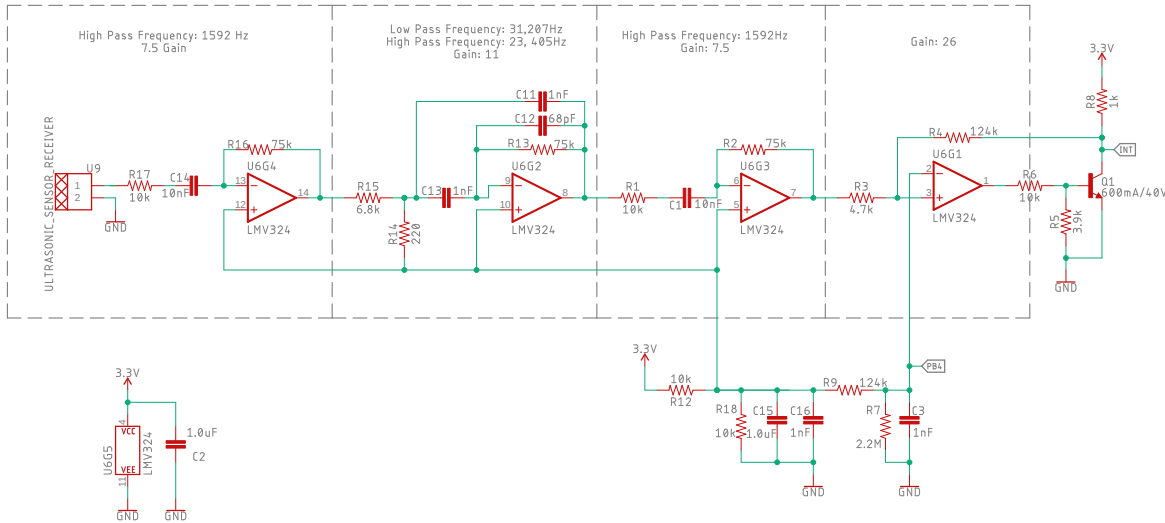 High Pass Frequency: 1592 Hz
7.5 Gain
Low Pass Frequency: 31,207Hz
High Pass Frequency: 23, 405Hz
Gain: 11
High Pass Frequency: 1592Hz
Gain: 7.5
Gain: 26
3.3V
R8
1k
INT
ULTRASONIC_SENSOR_RECEIVER
U9
1
2
GND
R17
10k
C14
10nF
R16 75k
U6G4
13
12
14
LMV324
R15
6.8k
R14
220
C11 1nF
C12 68pF
R13 75k
C13 1nF
U6G2
9
10
8
LMV324
R1
10k
C1 10nF
R2 75k
U6G3
6
5
7
LMV324
R3
4.7k
R4 124k
U6G1
2
3
1
LMV324
R6
10k
R5
3.9k
Q1
600mA/40V
GND
PB4
3.3V
10k
R12
R18
10k
C15
1.0uF
C16
1nF
GND
R9 124k
R7
2.2M
C3
1nF
GND
3.3V
4
VCC
VEE
11
U6G5
LMV324
1.0uF
C2
GND
GND